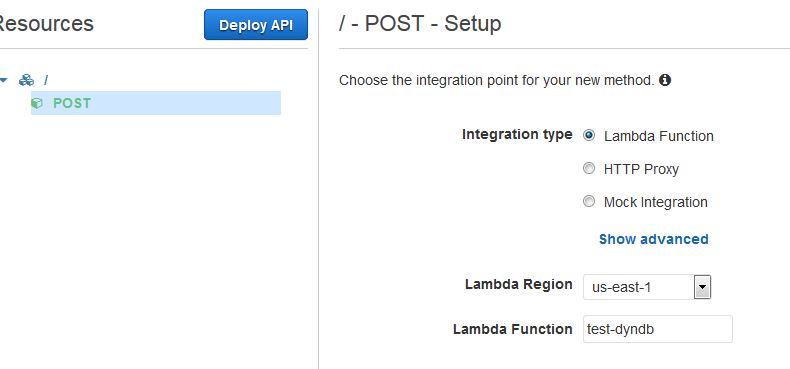 Resources
Deploy API
/
POST
/ - POST - Setup
Choose the integration point for your new method.
Integration type
Lambda Function
HTTP Proxy
Mock Integration
Show advanced
Lambda Region
us-east-1
Lambda Function
test-dyndb